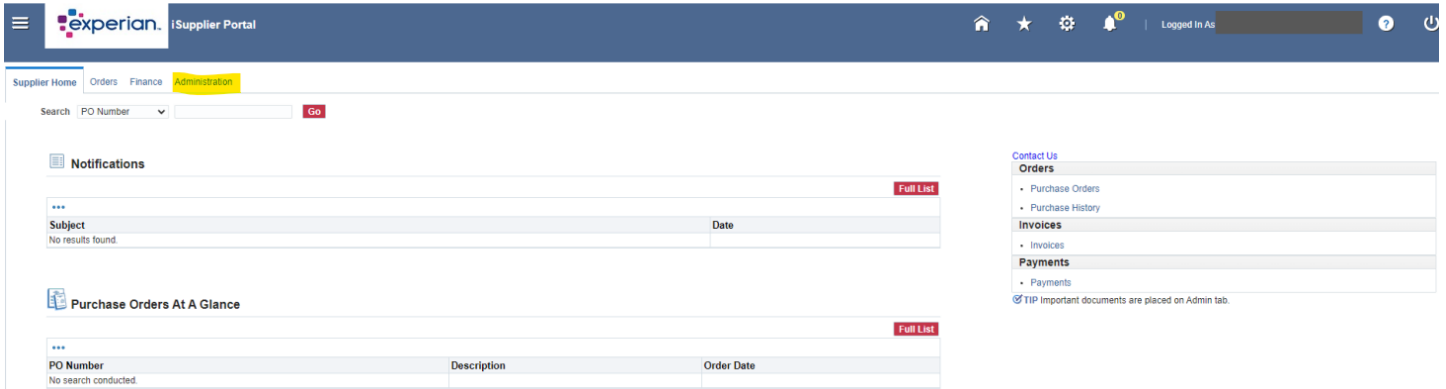 experian. iSupplier Portal 0 Logged In As ?
Supplier Home Orders Finance Administration
Search PO Number Go
Notifications
Full List
Subject Date
No results found.
Purchase Orders At A Glance
Full List
PO Number Description Order Date
No search conducted.
Contact Us
Orders
• Purchase Orders
• Purchase History
Invoices
• Invoices
Payments
• Payments
TIP Important documents are placed on Admin tab.